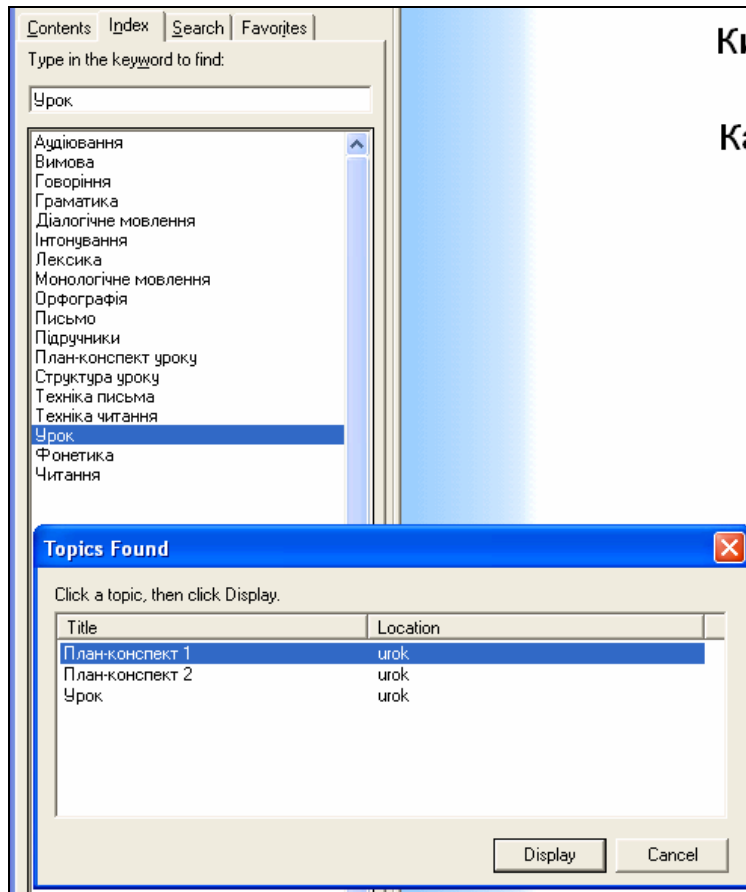 Contents Index Search Favorites
Type in the keyword to find:
Урок
Аудіювання
Вимова
Говоріння
Граматика
Діалогічне мовлення
Інтонування
Лексика
Монологічне мовлення
Орфографія
Письмо
Підручники
План-конспект уроку
Структура уроку
Техніка письма
Техніка читання
Урок
Фонетика
Читання
Topics Found
Click a topic, then click Display.
Title Location
План-конспект 1 urok
План-конспект 2 urok
Урок urok
Display Cancel